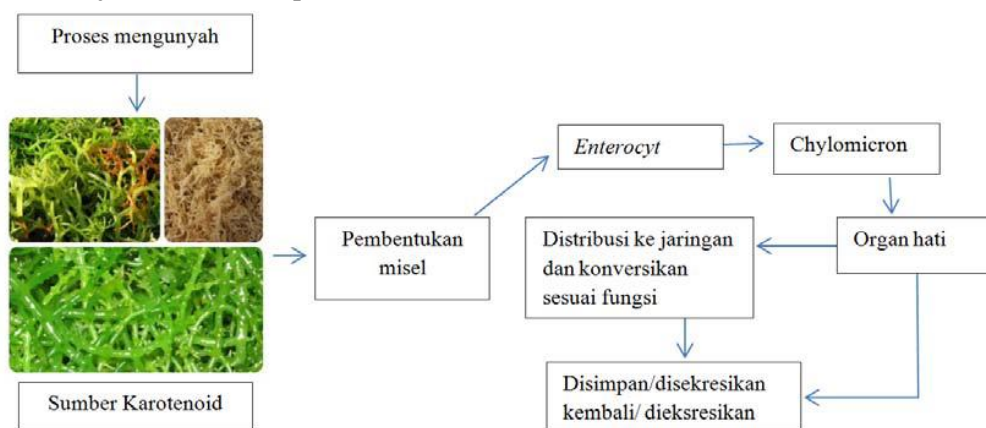 Proses mengunyah
Sumber Karotenoid
Pembentukan
misel
Enterocyt
Chylomicron
Organ hati
Distribusi ke jaringan
dan konversikan
sesuai fungsi
Disimpan/disekresikan
kembali/ dieksresikan